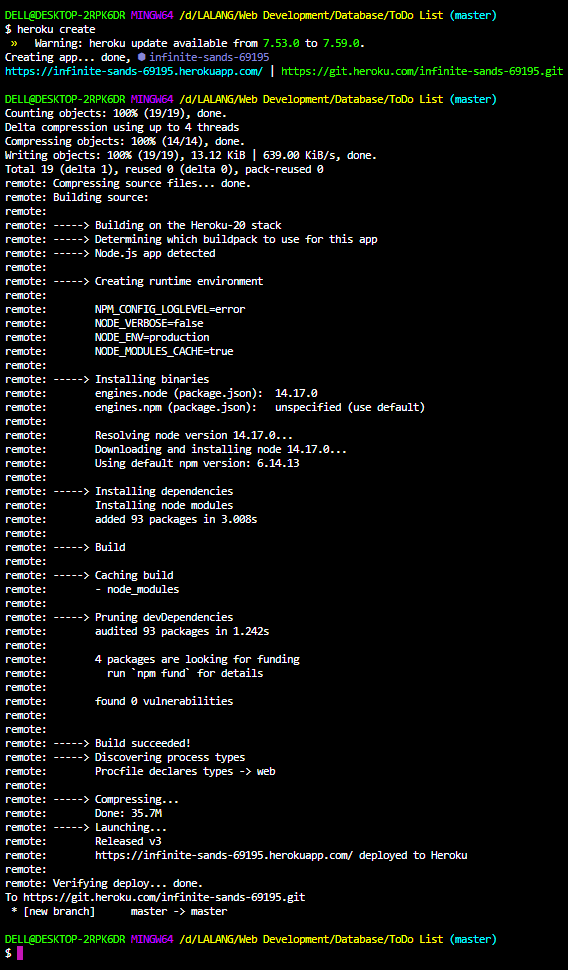 DELL@DESKTOP-2RPK6DR MINGW64 /d/LALANG/Web Development/Database/ToDo List (master)
$ heroku create
 »   Warning: heroku update available from 7.53.0 to 7.59.0.
Creating app... done, ⬢ infinite-sands-69195
https://infinite-sands-69195.herokuapp.com/ | https://git.heroku.com/infinite-sands-69195.git

DELL@DESKTOP-2RPK6DR MINGW64 /d/LALANG/Web Development/Database/ToDo List (master)
Counting objects: 100% (19/19), done.
Delta compression using up to 4 threads
Compressing objects: 100% (14/14), done.
Writing objects: 100% (19/19), 13.12 KiB | 639.00 KiB/s, done.
Total 19 (delta 1), reused 0 (delta 0), pack-reused 0
remote: Compressing source files... done.
remote: Building source:
remote:
remote: -----> Building on the Heroku-20 stack
remote: -----> Determining which buildpack to use for this app
remote: -----> Node.js app detected
remote:
remote: -----> Creating runtime environment
remote:
remote:        NPM_CONFIG_LOGLEVEL=error
remote:        NODE_VERBOSE=false
remote:        NODE_ENV=production
remote:        NODE_MODULES_CACHE=true
remote:
remote: -----> Installing binaries
remote:        engines.node (package.json):  14.17.0
remote:        engines.npm (package.json):   unspecified (use default)
remote:
remote:        Resolving node version 14.17.0...
remote:        Downloading and installing node 14.17.0...
remote:        Using default npm version: 6.14.13
remote:
remote: -----> Installing dependencies
remote:        Installing node modules
remote:        added 93 packages in 3.008s
remote:
remote: -----> Build
remote:
remote: -----> Caching build
remote:        - node_modules
remote:
remote: -----> Pruning devDependencies
remote:        audited 93 packages in 1.242s
remote:
remote:        4 packages are looking for funding
remote:          run `npm fund` for details
remote:
remote:        found 0 vulnerabilities
remote:
remote:
remote: -----> Build succeeded!
remote: -----> Discovering process types
remote:        Procfile declares types -> web
remote:
remote: -----> Compressing...
remote:        Done: 35.7M
remote: -----> Launching...
remote:        Released v3
remote:        https://infinite-sands-69195.herokuapp.com/ deployed to Heroku
remote:
remote: Verifying deploy... done.
To https://git.heroku.com/infinite-sands-69195.git
 * [new branch]      master -> master

DELL@DESKTOP-2RPK6DR MINGW64 /d/LALANG/Web Development/Database/ToDo List (master)
$